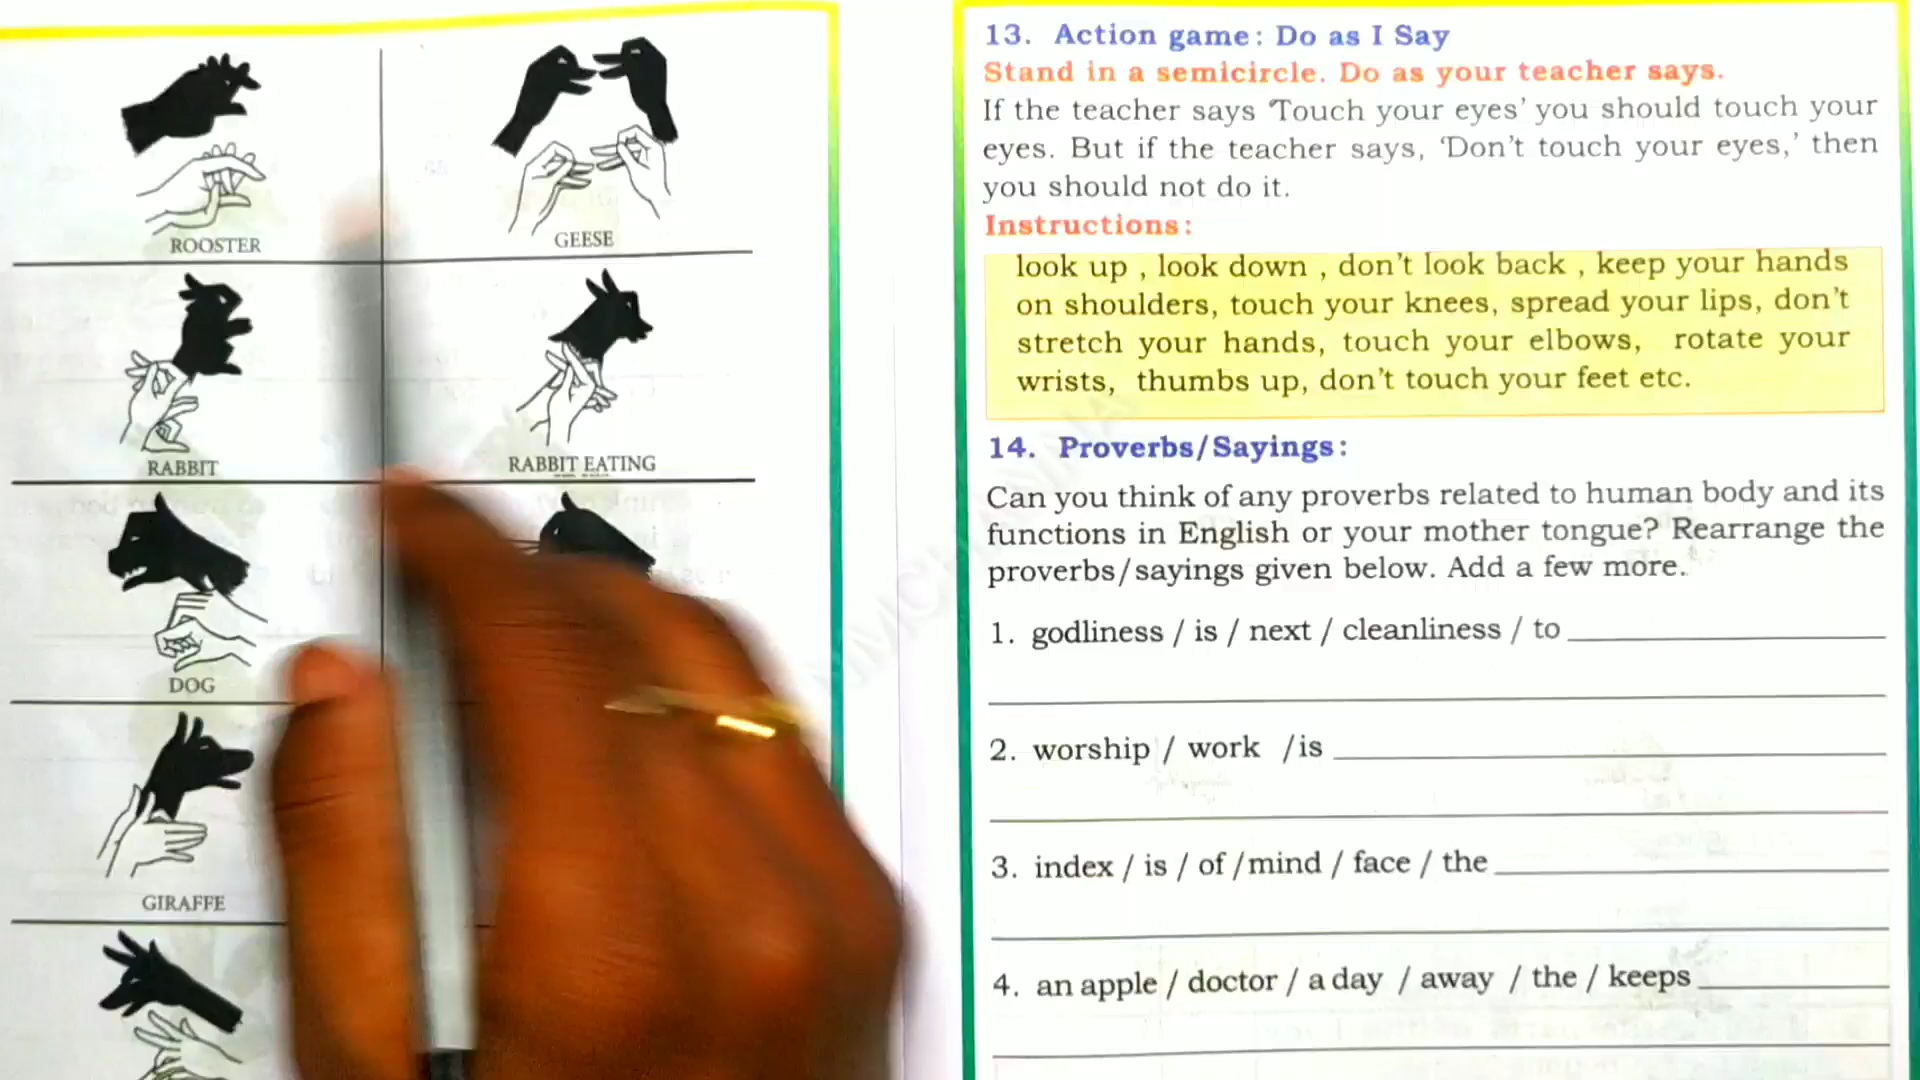 ROOSTER
GEESE
RABBIT
RABBIT EATING
DOG
GIRAFFE
13. Action game: Do as I Say
Stand in a semicircle. Do as your teacher says.
If the teacher says ‘Touch your eyes’ you should touch your
eyes. But if the teacher says, ‘Don’t touch your eyes,’ then
you should not do it.
Instructions:
look up , look down , don’t look back , keep your hands
on shoulders, touch your knees, spread your lips, don’t
stretch your hands, touch your elbows, rotate your
wrists, thumbs up, don’t touch your feet etc.
14. Proverbs/Sayings:
Can you think of any proverbs related to human body and its
functions in English or your mother tongue? Rearrange the
proverbs/sayings given below. Add a few more.
1. godliness / is / next / cleanliness / to
2. worship / work /is
3. index / is / of /mind / face / the
4. an apple / doctor / a day / away / the / keeps